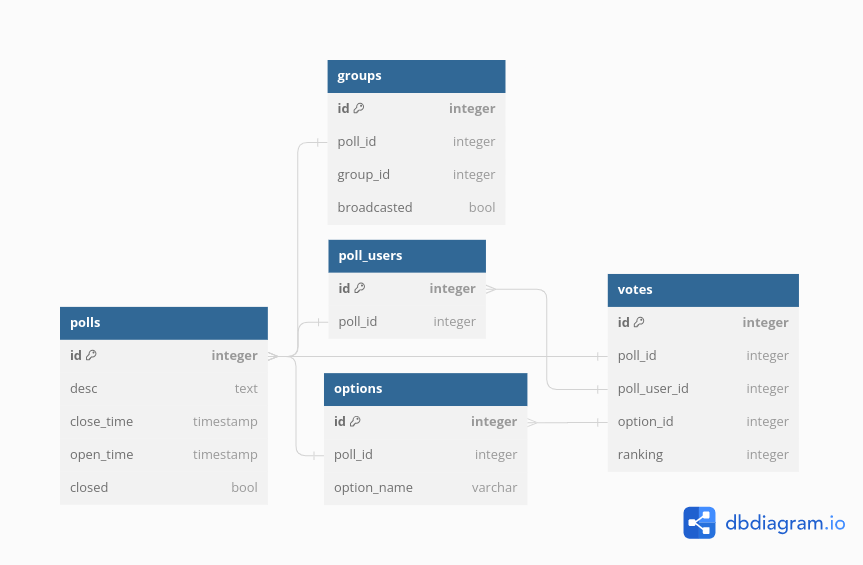 groups
id integer
poll_id integer
group_id integer
broadcasted bool
poll_users
id integer
poll_id integer
polls
id integer
desc text
close_time timestamp
open_time timestamp
closed bool
options
id integer
poll_id integer
option_name varchar
votes
id integer
poll_id integer
poll_user_id integer
option_id integer
ranking integer
dbdiagram.io